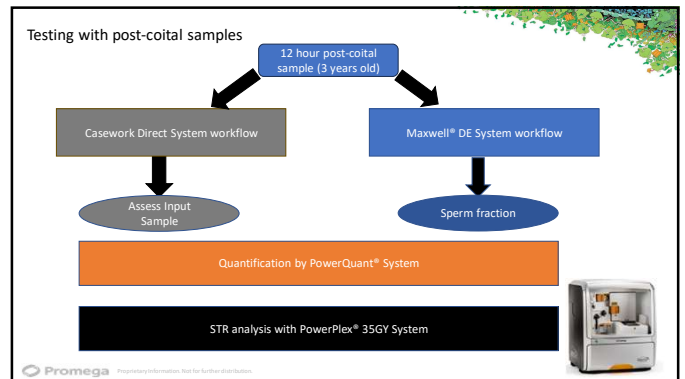 Testing with post-coital samples
12 hour post-coital
sample (3 years old)
Casework Direct System workflow
Maxwell® DE System workflow
Assess Input
Sample
Sperm fraction
Quantification by PowerQuant® System
STR analysis with PowerPlex® 35GY System
Promega Proprietary Information. Not for further distribution.